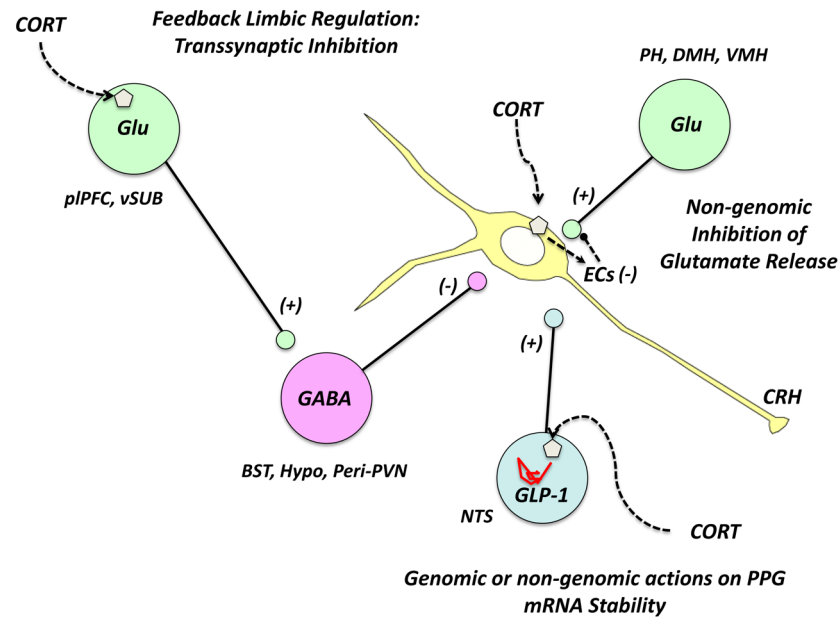 Feedback Limbic Regulation:
Transsynaptic Inhibition
CORT
Glu
plPFC, vSUB
(+)
GABA
BST, Hypo, Peri-PVN
(-)
CORT
PH, DMH, VMH
Glu
(+)
Non-genomic
Inhibition of
Glutamate Release
ECs (-)
CRH
(+)
GLP-1
NTS
CORT
Genomic or non-genomic actions on PPG
mRNA Stability